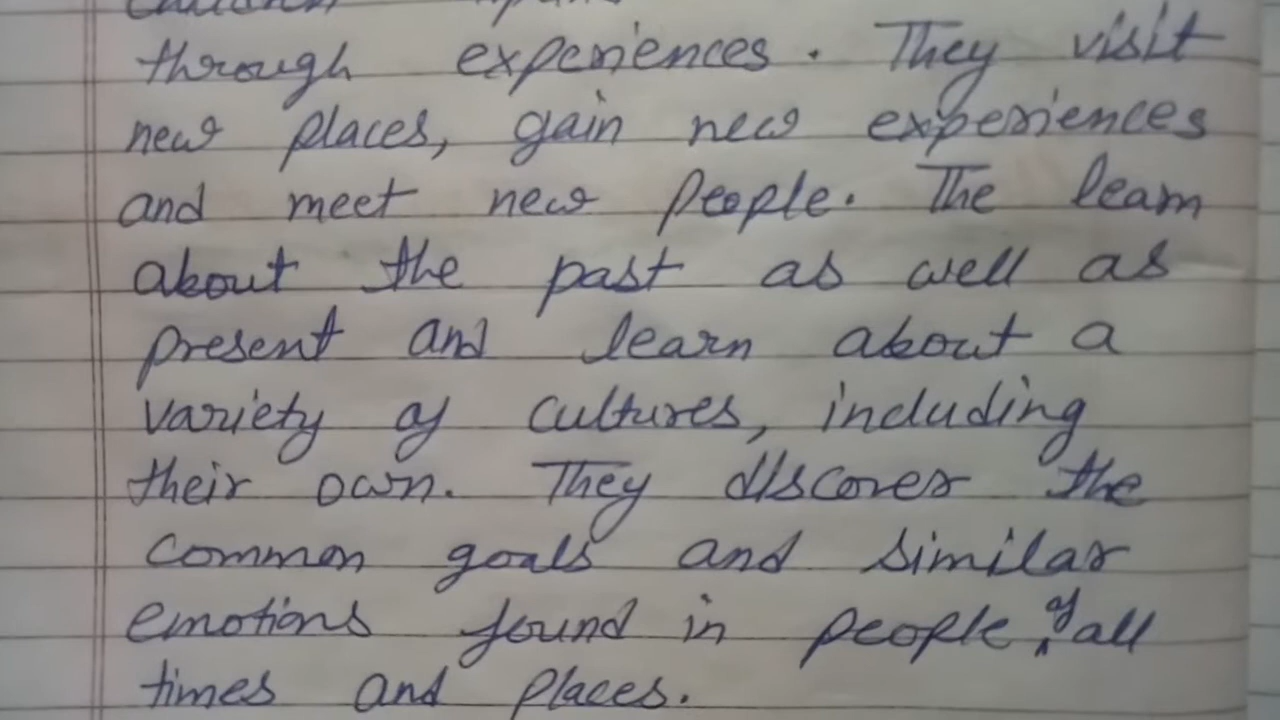 through experiences. They visit
new places, gain new experiences
and meet new people. The learn
about the past as well as
present and learn about a
variety of cultures, including
their own. They discover the
common goals and similar
emotions found in people of all
times and places.